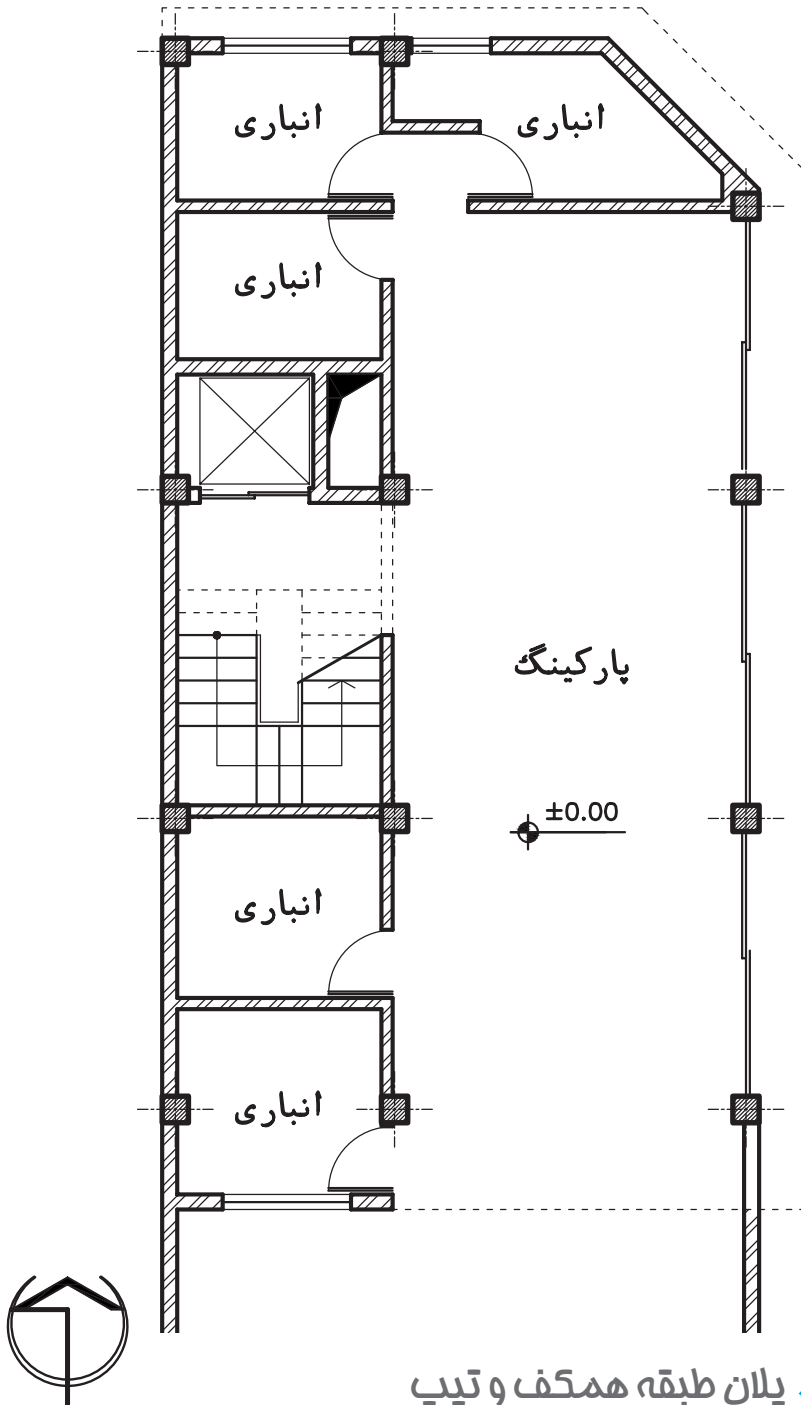 انباری
انباری
انباری
پارکینگ
±0.00
انباری
انباری
پلان طبقه همکف و تیپ